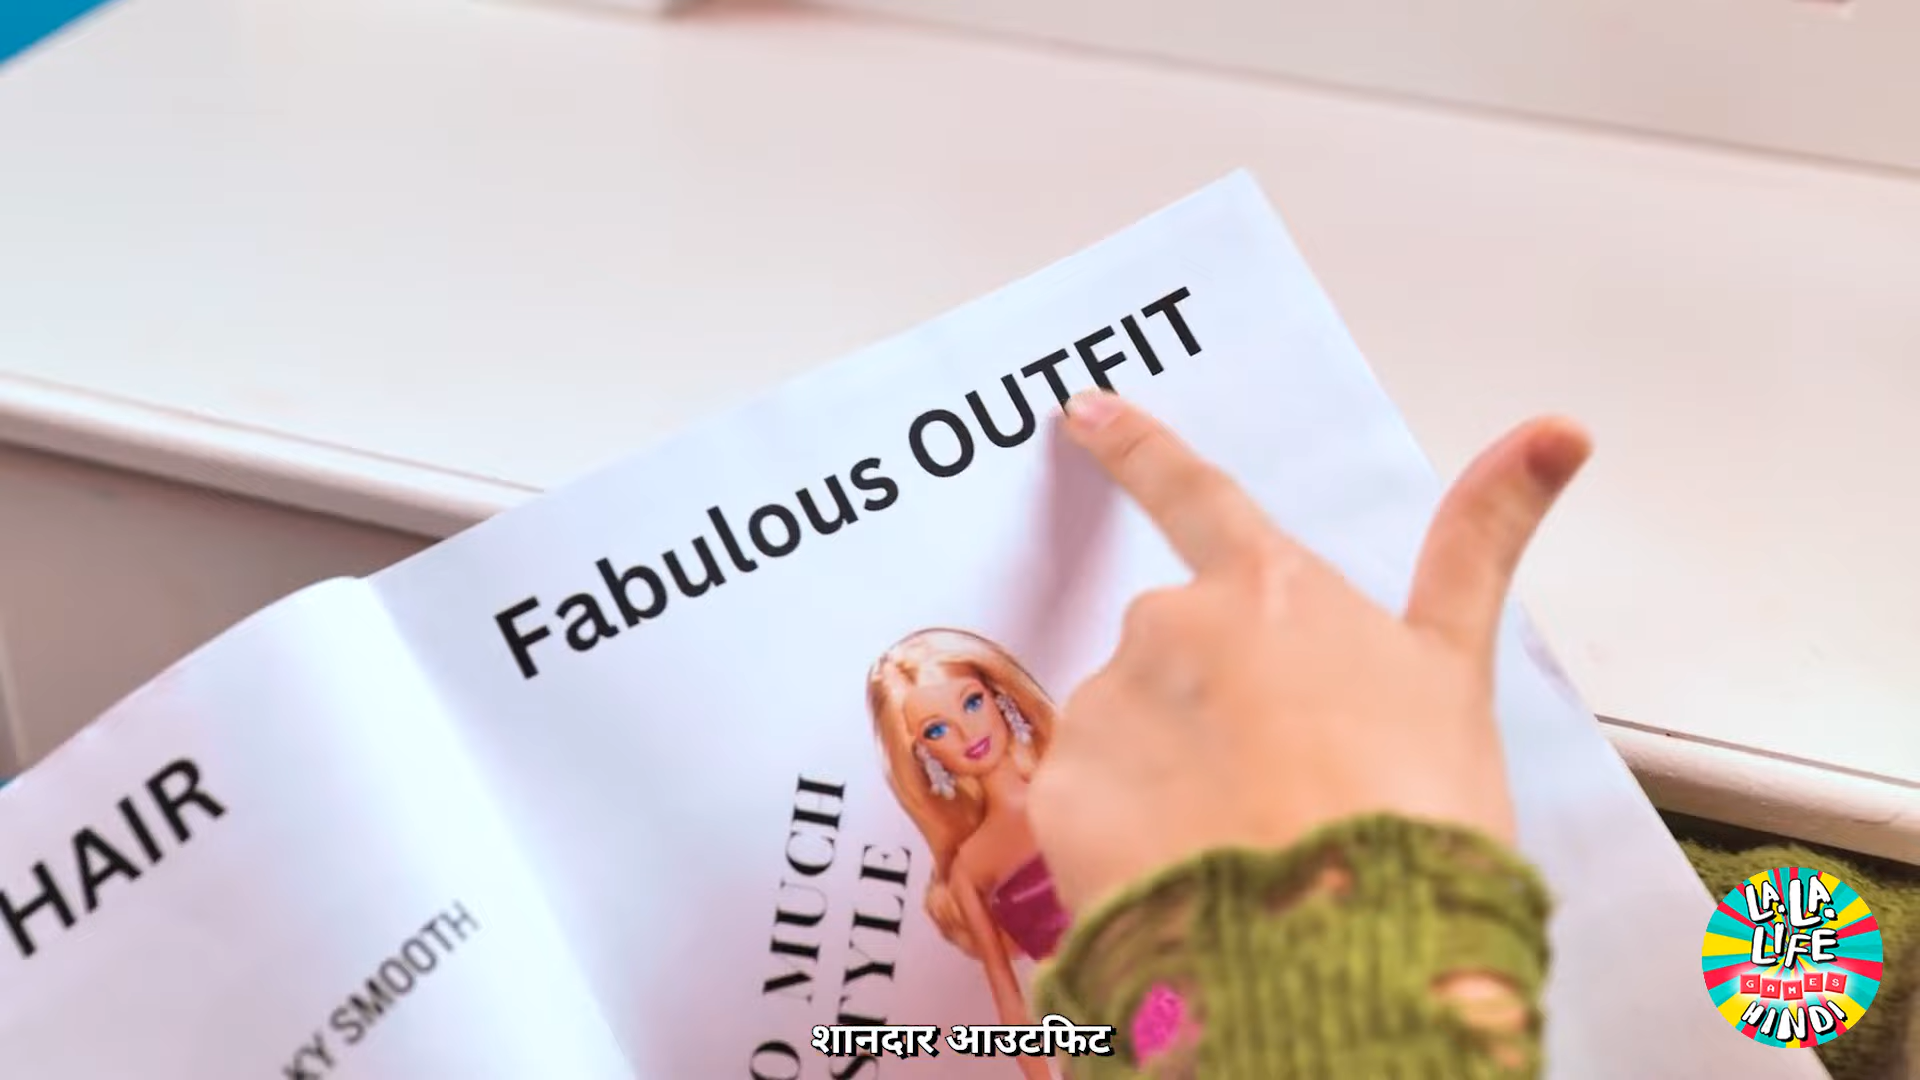 Fabulous OUTFIT
HAIR
SMOOTH
MUCH
STYLE
शानदार आउटफिट
LA.LA.
LIFE
GAMES
HINDI